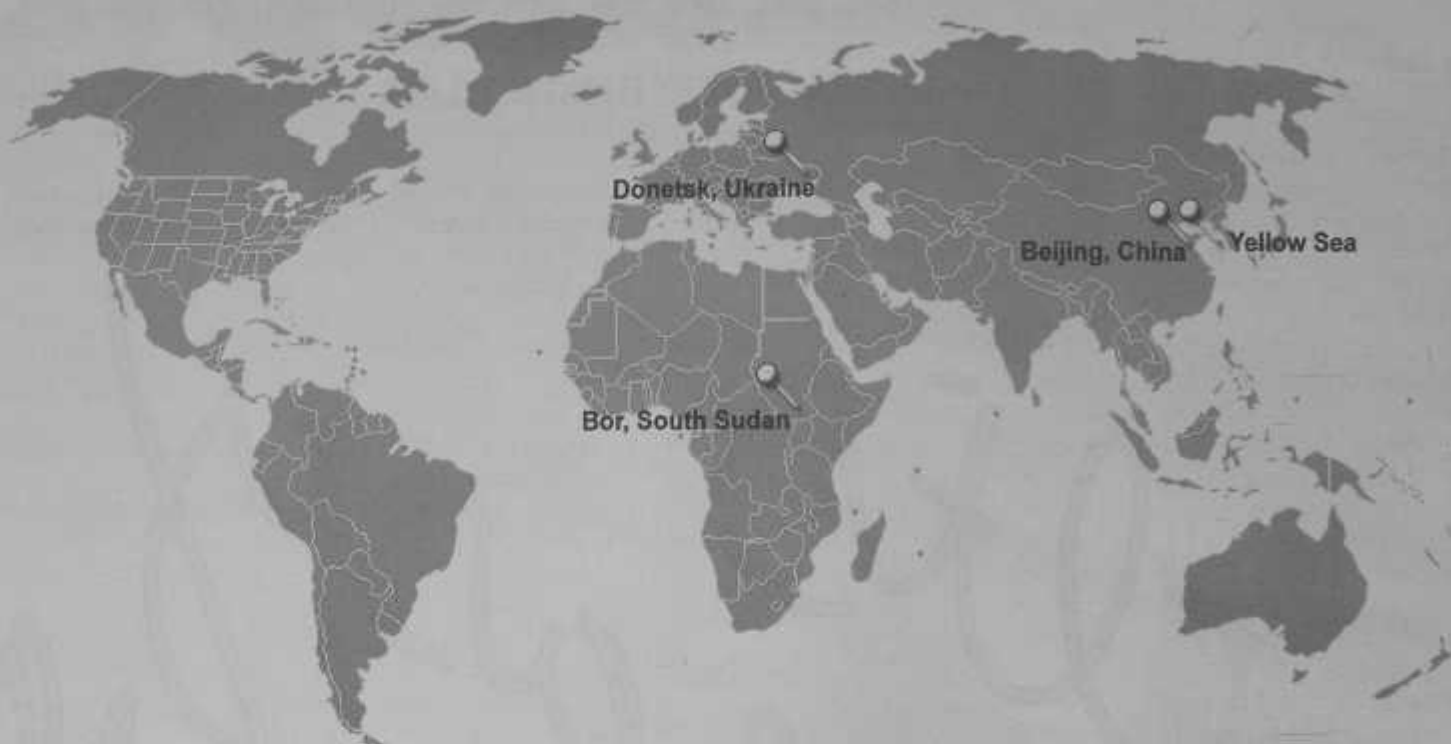 Donetsk, Ukraine
Beijing, China
Yellow Sea
Bor, South Sudan